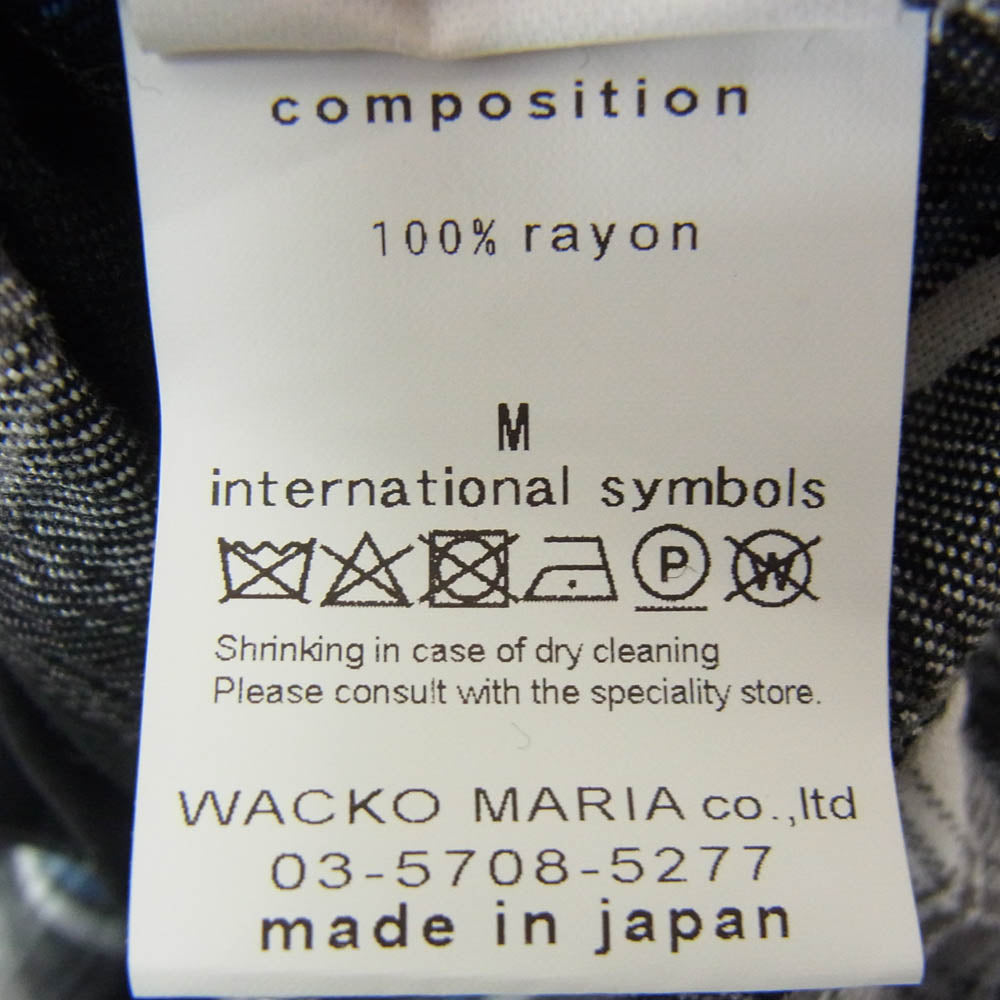 composition
100% rayon
M
international symbols
P W
Shrinking in case of dry cleaning
Please consult with the speciality store.
WACKO MARIA co.,ltd
03-5708-5277
made in japan